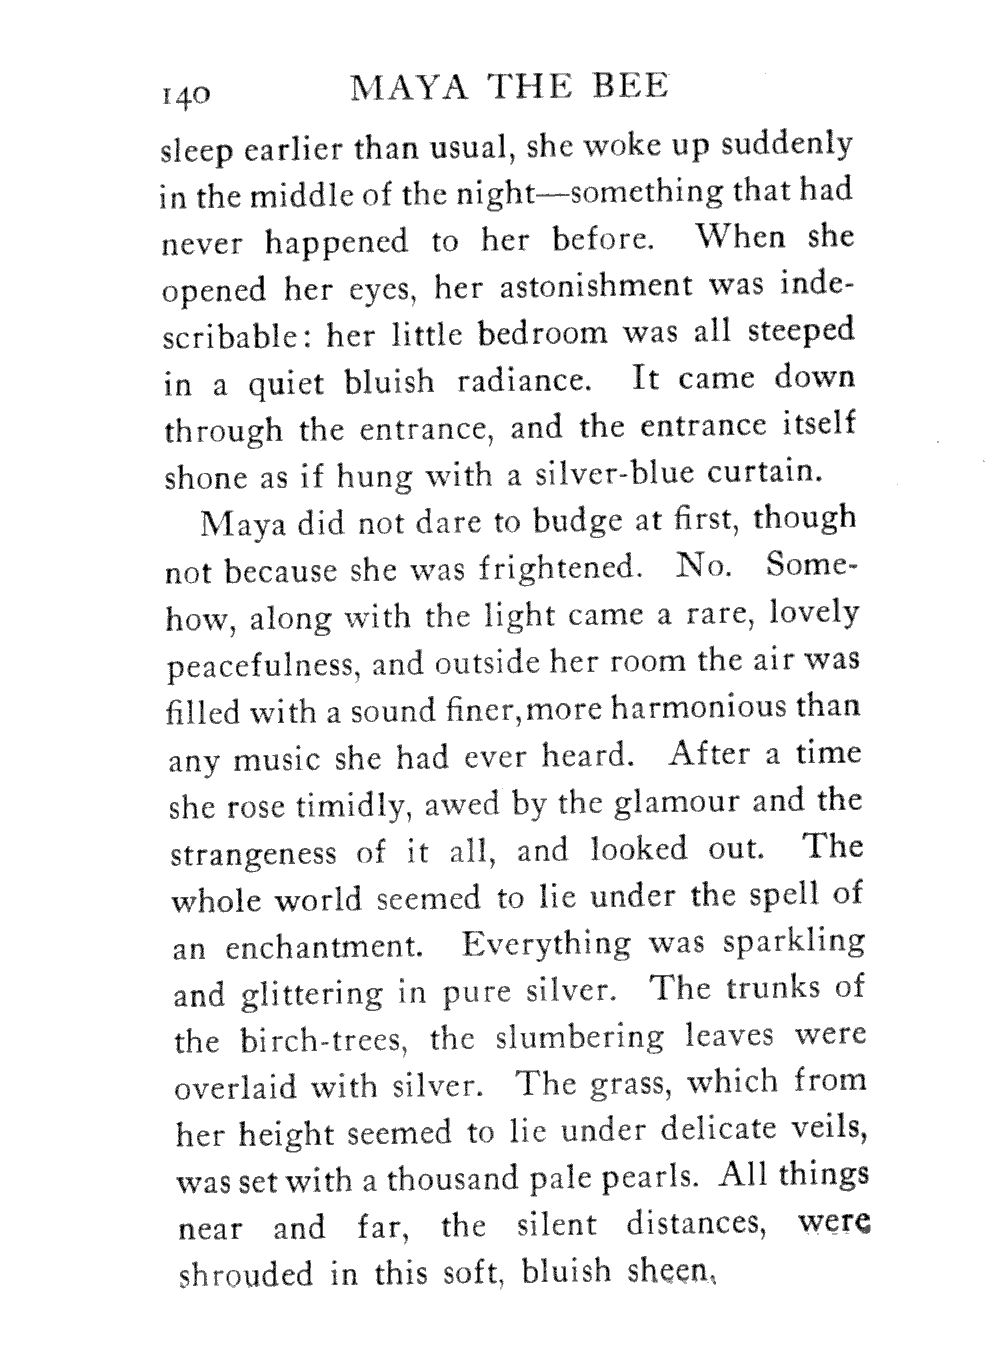 140 MAYA THE BEE
sleep earlier than usual, she woke up suddenly
in the middle of the night—something that had
never happened to her before. When she
opened her eyes, her astonishment was inde-
scribable: her little bedroom was all steeped
in a quiet bluish radiance. It came down
through the entrance, and the entrance itself
shone as if hung with a silver-blue curtain.
Maya did not dare to budge at first, though
not because she was frightened. No. Some-
how, along with the light came a rare, lovely
peacefulness, and outside her room the air was
filled with a sound finer, more harmonious than
any music she had ever heard. After a time
she rose timidly, awed by the glamour and the
strangeness of it all, and looked out. The
whole world seemed to lie under the spell of
an enchantment. Everything was sparkling
and glittering in pure silver. The trunks of
the birch-trees, the slumbering leaves were
overlaid with silver. The grass, which from
her height seemed to lie under delicate veils,
was set with a thousand pale pearls. All things
near and far, the silent distances, were
shrouded in this soft, bluish sheen.